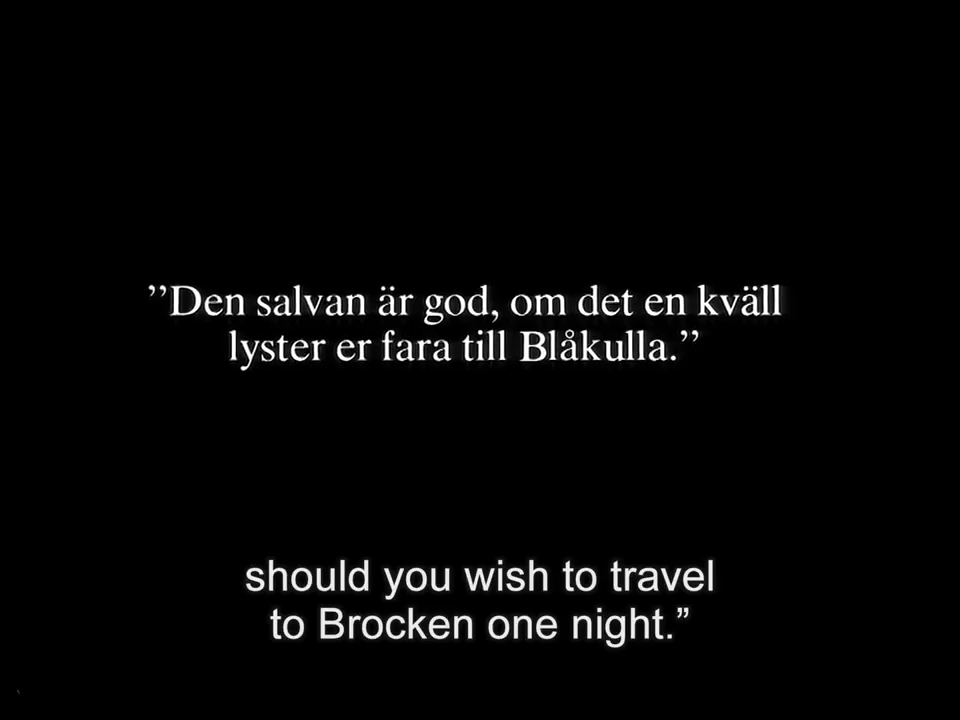 ”Den salvan är god, om det en kväll
lyster er fara till Blåkulla.”
should you wish to travel
to Brocken one night.”